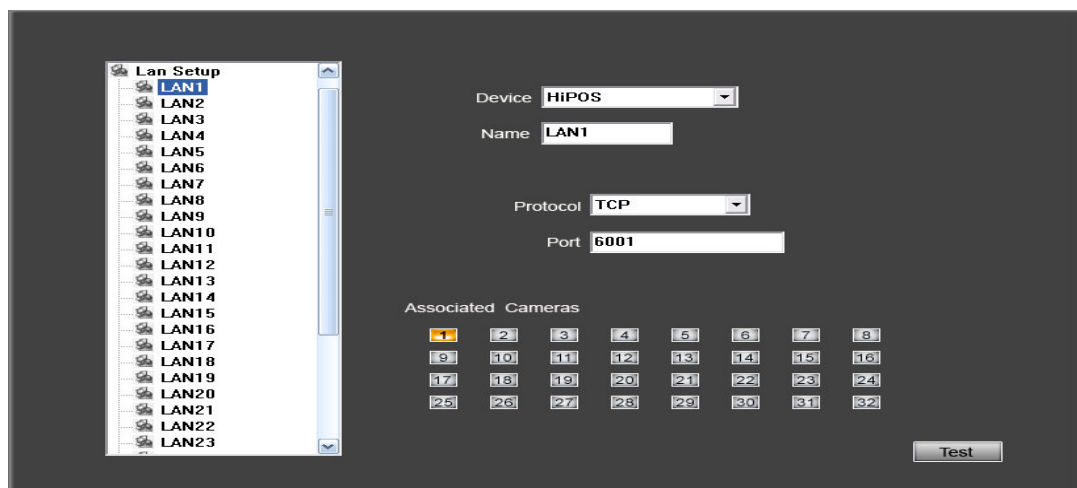 Lan Setup
LAN1
LAN2
LAN3
LAN4
LAN5
LAN6
LAN7
LAN8
LAN9
LAN10
LAN11
LAN12
LAN13
LAN14
LAN15
LAN16
LAN17
LAN18
LAN19
LAN20
LAN21
LAN22
LAN23
Device HiPOS
Name LAN1
Protocol TCP
Port 6001
Associated Cameras
1 2 3 4 5 6 7 8
9 10 11 12 13 14 15 16
17 18 19 20 21 22 23 24
25 26 27 28 29 30 31 32
Test